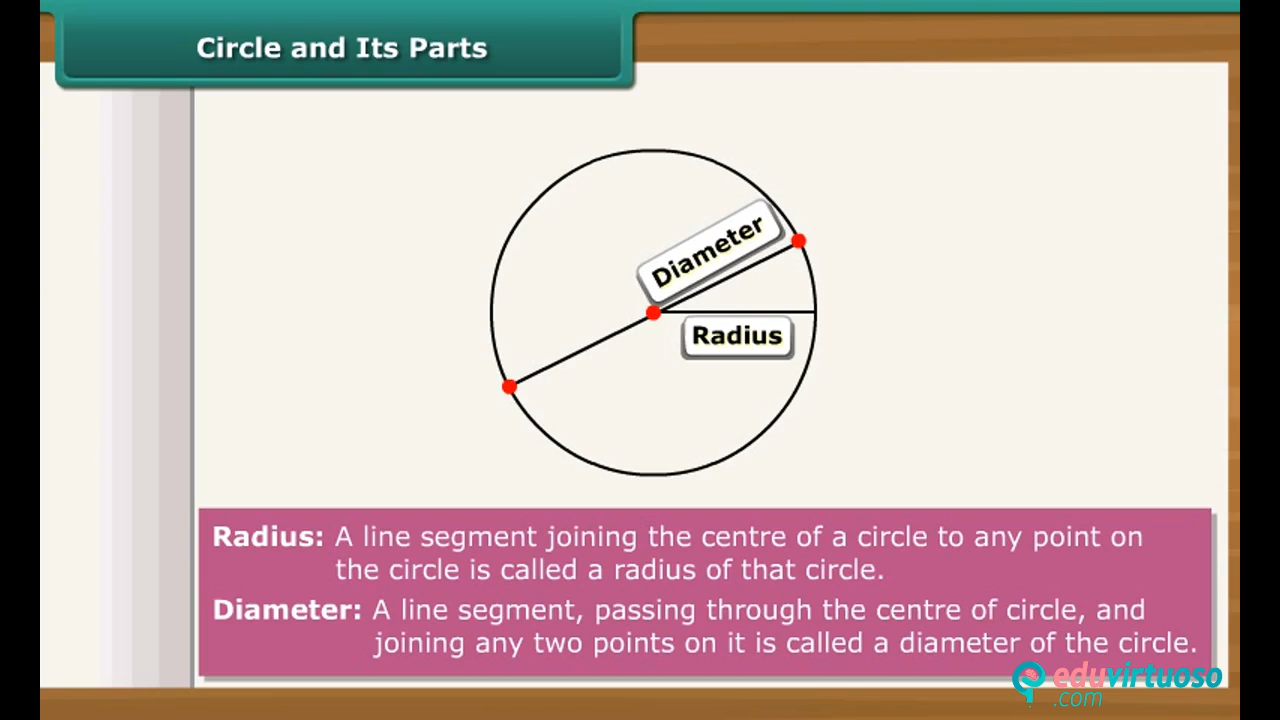 Circle and Its Parts
Diameter
Radius
Radius: A line segment joining the centre of a circle to any point on
the circle is called a radius of that circle.
Diameter: A line segment, passing through the centre of circle, and
joining any two points on it is called a diameter of the circle.
eduvirtuoso
.com